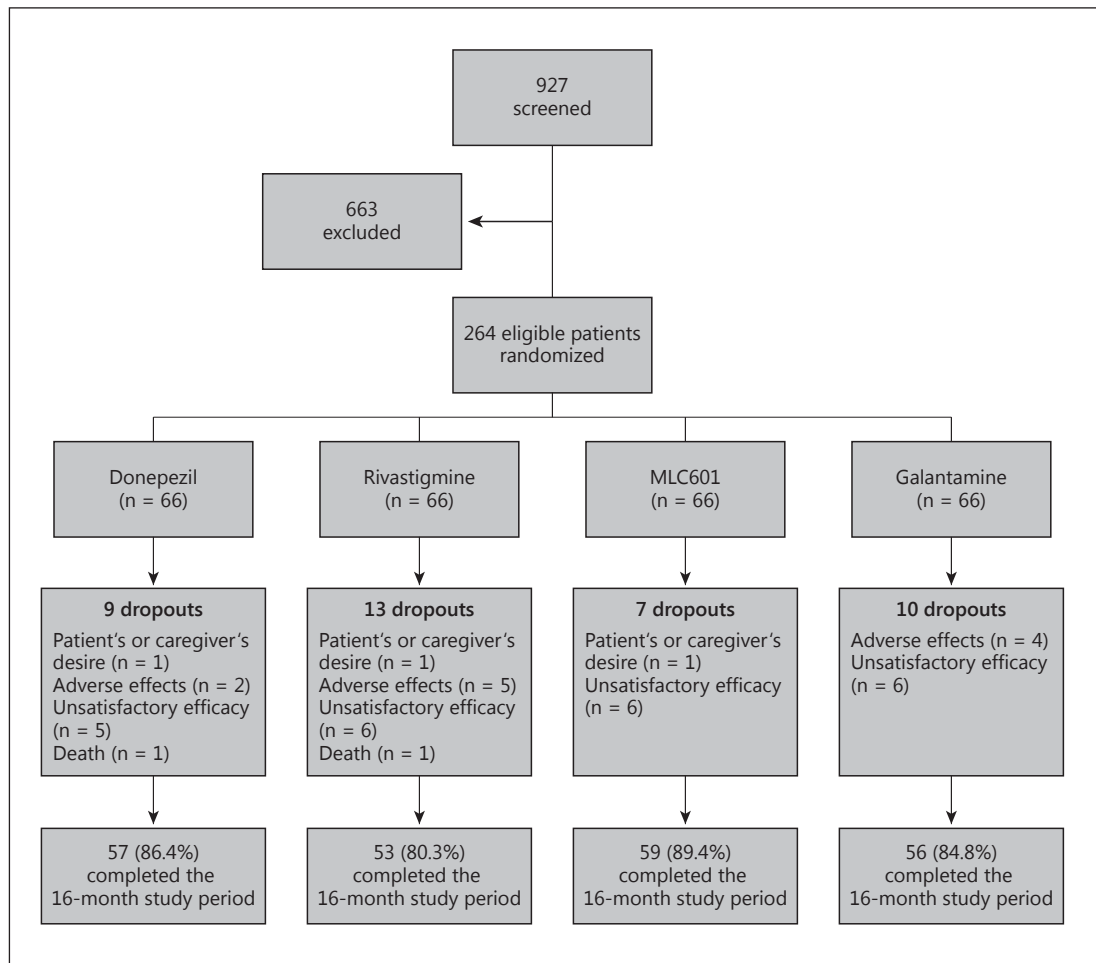 927
screened
663
excluded
264 eligible patients
randomized
Donepezil
(n = 66)
Rivastigmine
(n = 66)
MLC601
(n = 66)
Galantamine
(n = 66)
9 dropouts
Patient‘s or caregiver‘s
desire (n = 1)
Adverse effects (n = 2)
Unsatisfactory efficacy
(n = 5)
Death (n = 1)
13 dropouts
Patient‘s or caregiver‘s
desire (n = 1)
Adverse effects (n = 5)
Unsatisfactory efficacy
(n = 6)
Death (n = 1)
7 dropouts
Patient‘s or caregiver‘s
desire (n = 1)
Unsatisfactory efficacy
(n = 6)
10 dropouts
Adverse effects (n = 4)
Unsatisfactory efficacy
(n = 6)
57 (86.4%)
completed the
16-month study period
53 (80.3%)
completed the
16-month study period
59 (89.4%)
completed the
16-month study period
56 (84.8%)
completed the
16-month study period